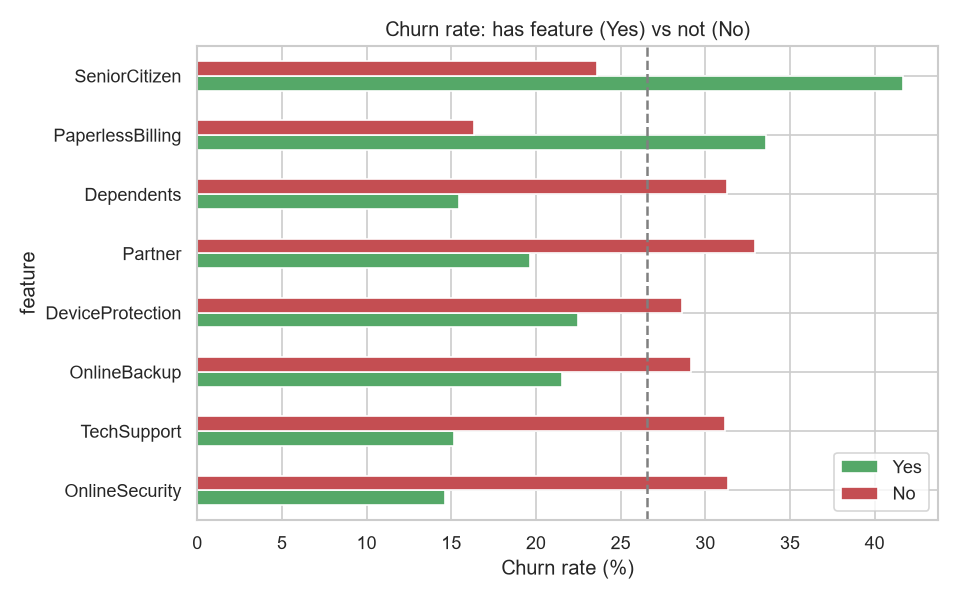 Churn rate: has feature (Yes) vs not (No)
SeniorCitizen
PaperlessBilling
Dependents
Partner
DeviceProtection
OnlineBackup
TechSupport
OnlineSecurity
feature
Yes
No
0 5 10 15 20 25 30 35 40
Churn rate (%)